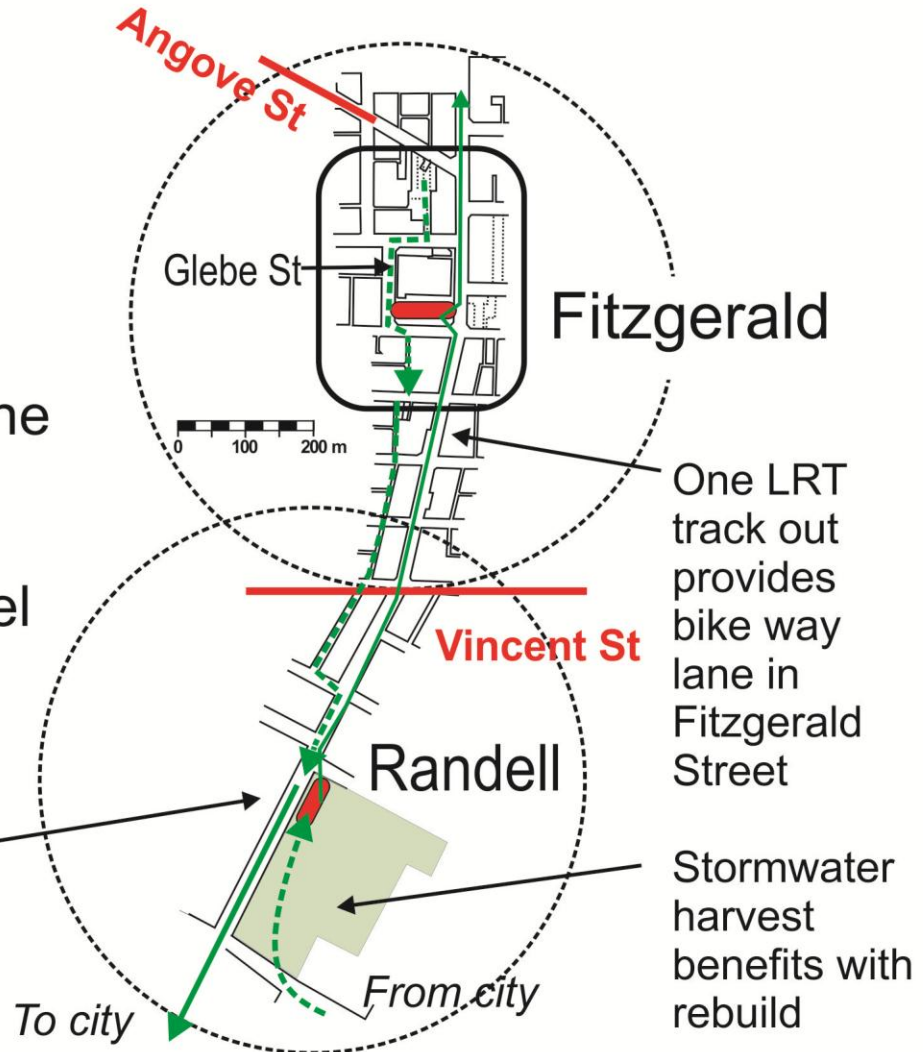 Angove St
Glebe St
Fitzgerald
0 100 200 m
One LRT
track out
provides
bike way
lane in
Fitzgerald
Street
Vincent St
Randell
Stormwater
harvest
benefits with
rebuild
From city
To city